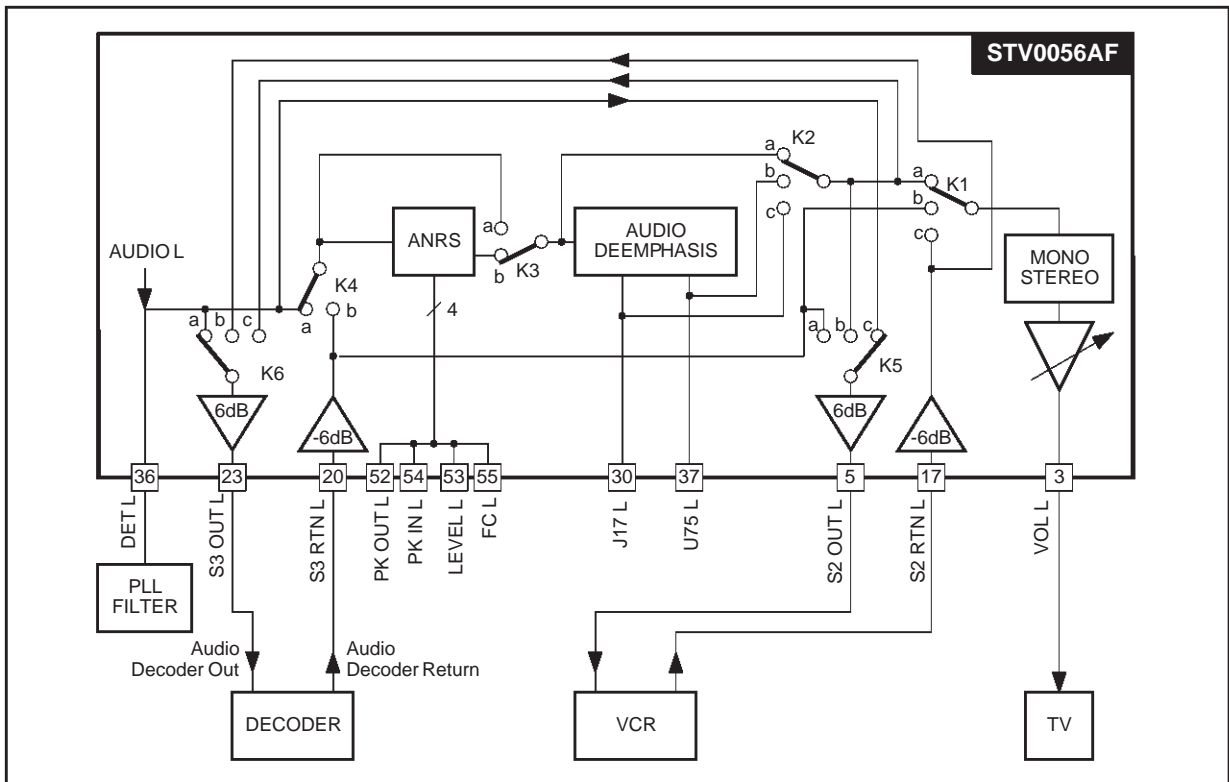 STV0056AF
K2
a
b
c
a
b
c
K1
a
ANRS
b
K3
AUDIO
DEEMPHASIS
MONO
STEREO
AUDIO L
K4
a
b
4
a
b
c
K6
a
b
c
K5
6dB
-6dB
6dB
-6dB
36
23
20
52
54
53
55
30
37
5
17
3
DET L
S3 OUT L
S3 RTN L
PK OUT L
PK IN L
LEVEL L
FC L
J17 L
U75 L
S2 OUT L
S2 RTN L
VOL L
PLL
FILTER
Audio
Decoder Out
Audio
Decoder Return
DECODER
VCR
TV